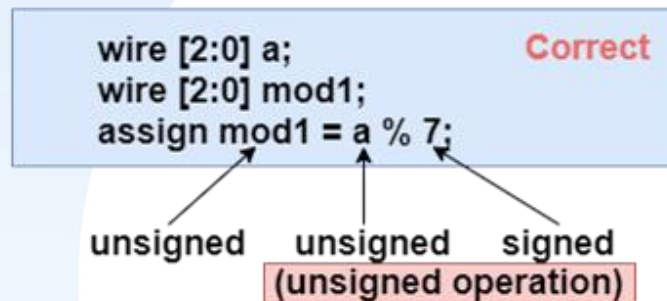 wire [2:0] a; Correct
wire [2:0] mod1;
assign mod1 = a % 7;
unsigned unsigned signed
(unsigned operation)